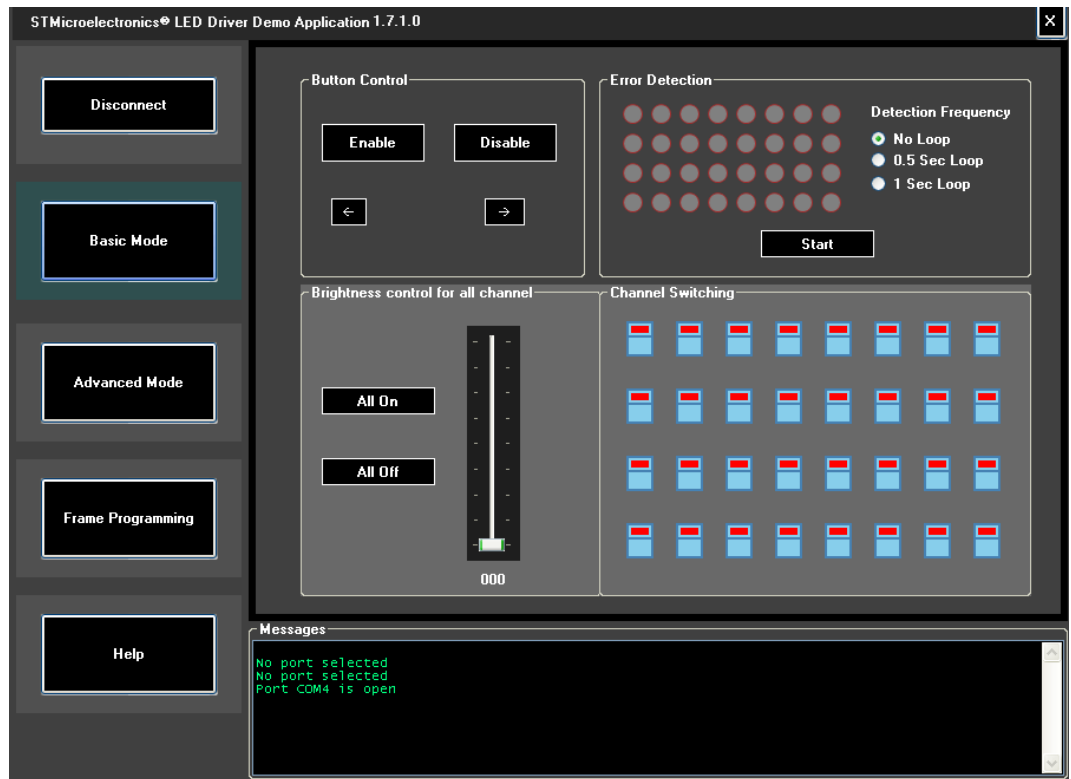 STMicroelectronics® LED Driver Demo Application 1.7.1.0
X
Disconnect
Basic Mode
Advanced Mode
Frame Programming
Help
Button Control
Enable
Disable
←
→
Error Detection
Detection Frequency
No Loop
0.5 Sec Loop
1 Sec Loop
Start
Brightness control for all channel
All On
All Off
000
Channel Switching
Messages
No port selected
No port selected
Port COM4 is open